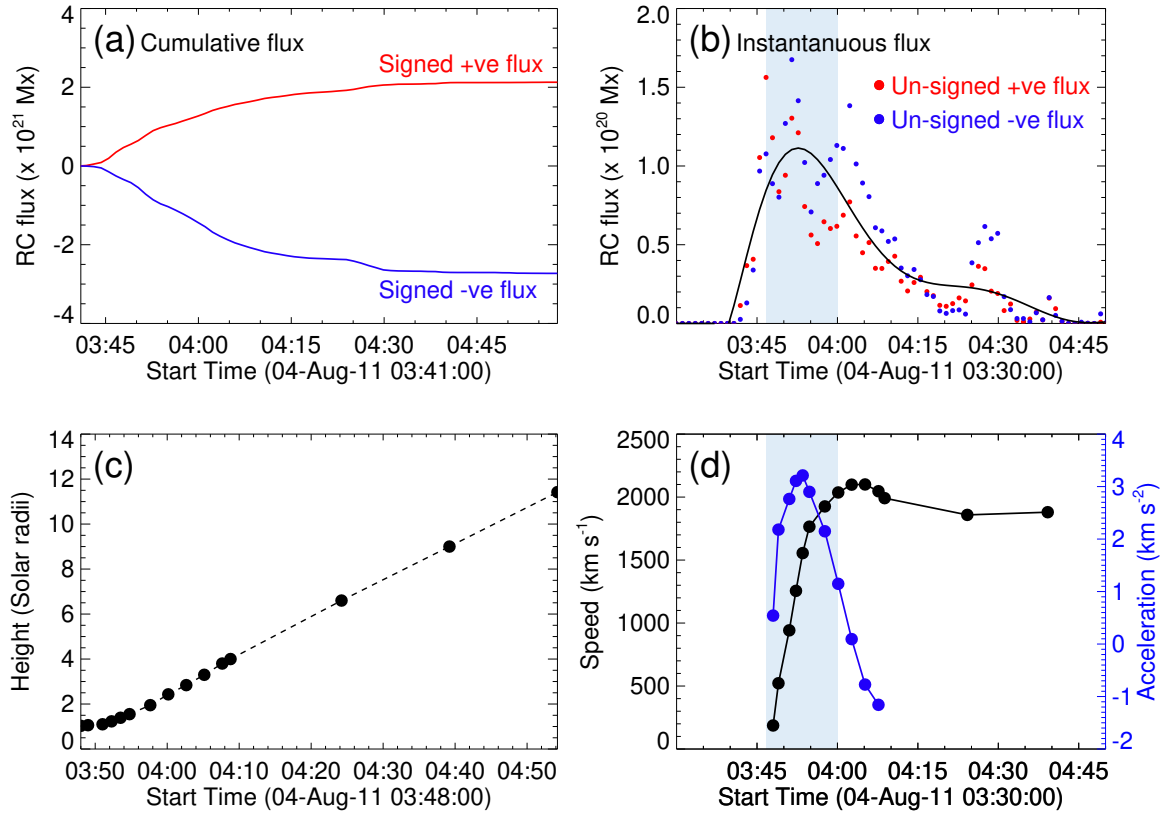 (a) Cumulative flux
Signed +ve flux
Signed -ve flux
4
2
0
-2
-4
RC flux (x 10²¹ Mx)
03:45 04:00 04:15 04:30 04:45
Start Time (04-Aug-11 03:41:00)
(b) Instantanuous flux
Un-signed +ve flux
Un-signed -ve flux
2.0
1.5
1.0
0.5
0.0
RC flux (x 10²⁰ Mx)
03:45 04:00 04:15 04:30 04:45
Start Time (04-Aug-11 03:30:00)
(c)
14
12
10
8
6
4
2
0
Height (Solar radii)
03:50 04:00 04:10 04:20 04:30 04:40 04:50
Start Time (04-Aug-11 03:48:00)
(d)
2500
2000
1500
1000
500
0
Speed (km s⁻¹)
4
3
2
1
0
-1
-2
Acceleration (km s⁻²)
03:45 04:00 04:15 04:30 04:45
Start Time (04-Aug-11 03:30:00)